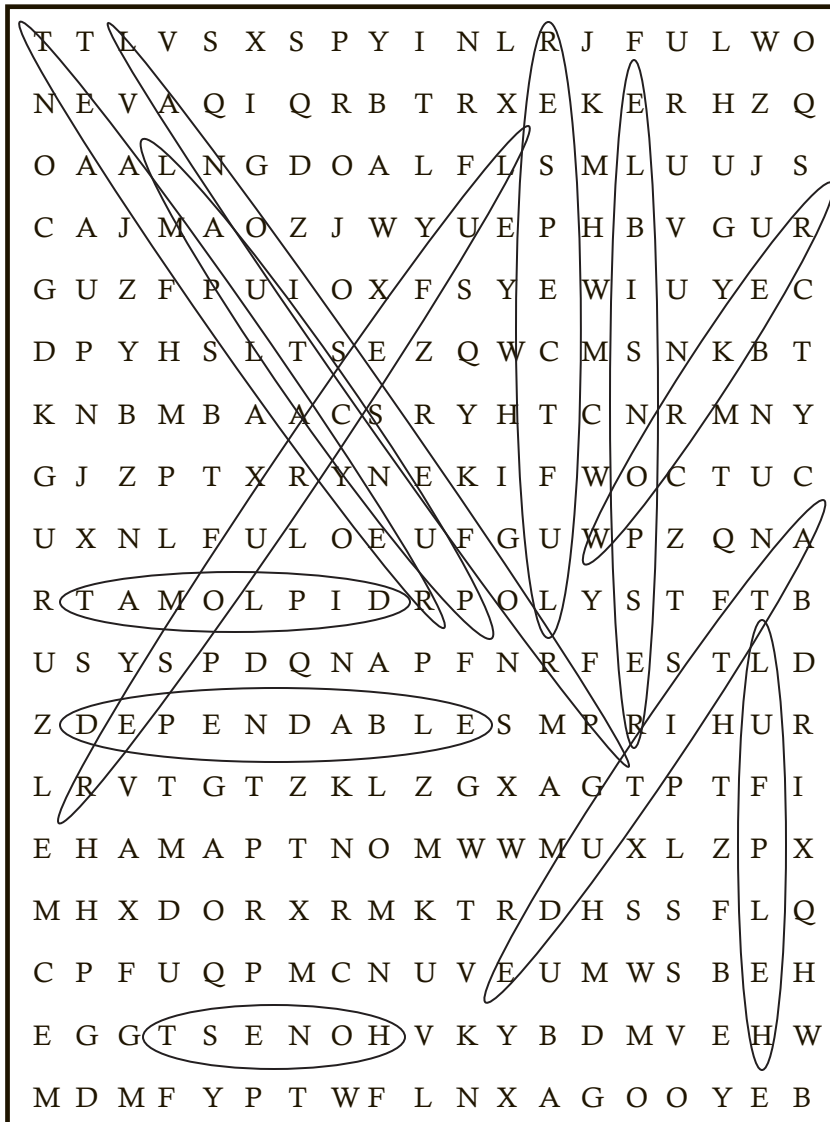 T T L V S X S P Y I N L R J F U L W O
N E V A Q I Q R B T R X E K E R H Z Q
O A A L N G D O A L F L S M L U U J S
C A J M A O Z J W Y U E P H B V G U R
G U Z F P U I O X F S Y E W I U Y E C
D P Y H S L T S E Z Q W C M S N K B T
K N B M B A A C S R Y H T C N R M N Y
G J Z P T X R Y N E K I F W O C T U C
U X N L F U L O E U F G U W P Z Q N A
R T A M O L P I D R P O L Y S T F T B
U S Y S P D Q N A P F N R F E S T L D
Z D E P E N D A B L E S M P R I H U R
L R V T G T Z K L Z G X A G T P T F I
E H A M A P T N O M W W M U X L Z P X
M H X D O R X R M K T R D H S S F L Q
C P F U Q P M C N U V E U M W S B E H
E G G T S E N O H V K Y B D M V E H W
M D M F Y P T W F L N X A G O O Y E B